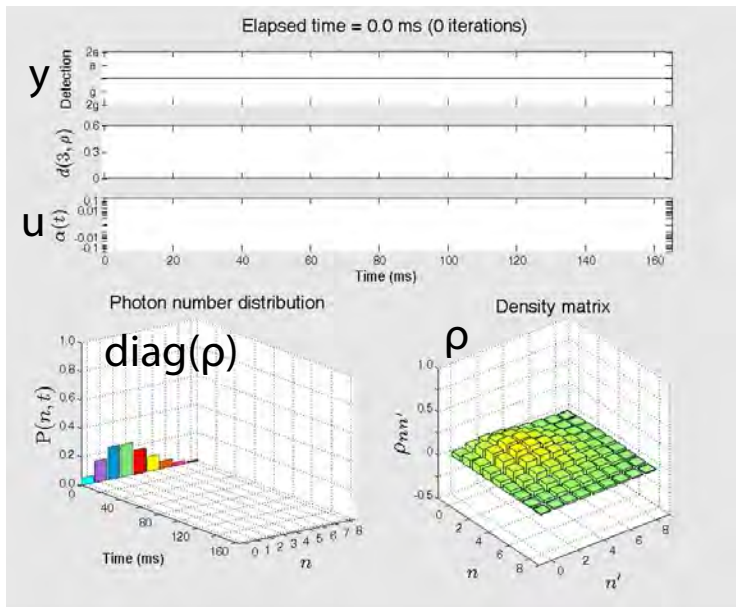 Elapsed time = 0.0 ms (0 iterations)
y
Detection
2e
e
g
2g
d(3, ρ)
0.6
0.3
0
u
α(t)
0.1
0.01
-0.01
-0.1
0 20 40 60 80 100 120 140 160
Time (ms)
Photon number distribution
diag(ρ)
P(n, t)
1.0
0.8
0.6
0.4
0.2
0.0
0 40 80 120 160
Time (ms)
0 1 2 3 4 5 6 7 8
n
Density matrix
ρ
ρnn′
1.0
0.5
0
-0.5
0 2 4 6 8
n
0 2 4 6 8
n′